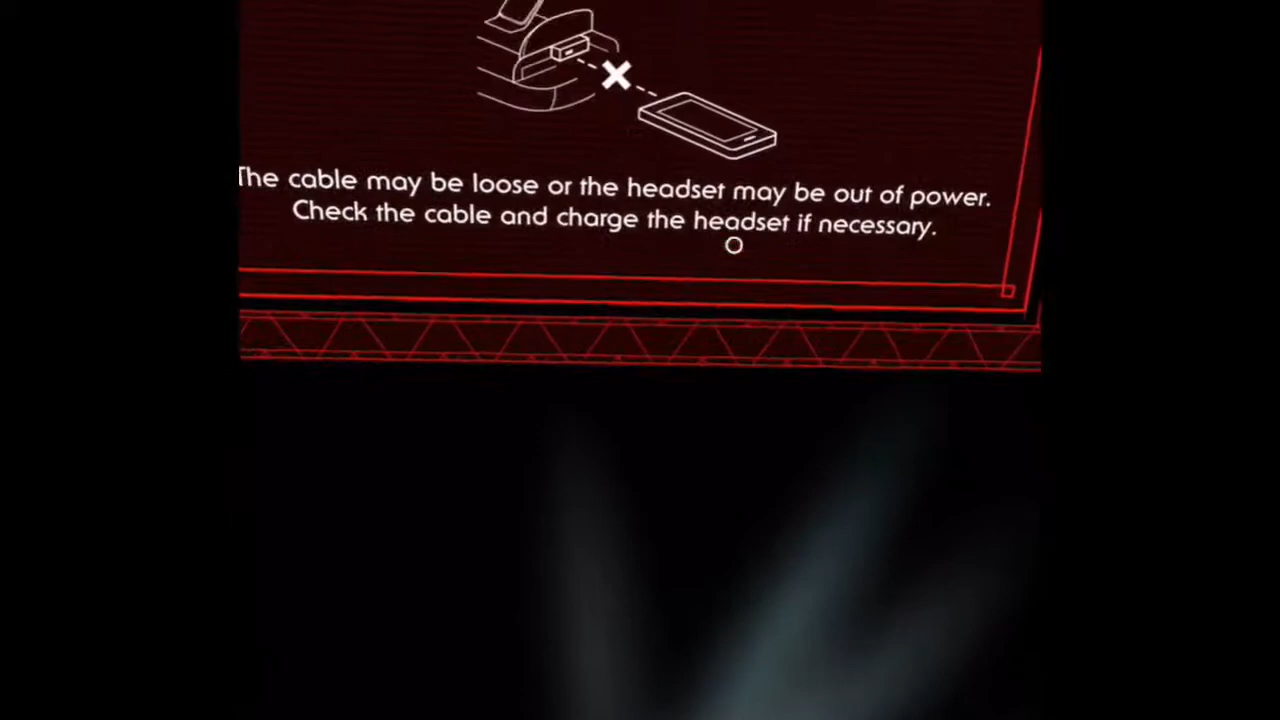 The cable may be loose or the headset may be out of power.
Check the cable and charge the headset if necessary.